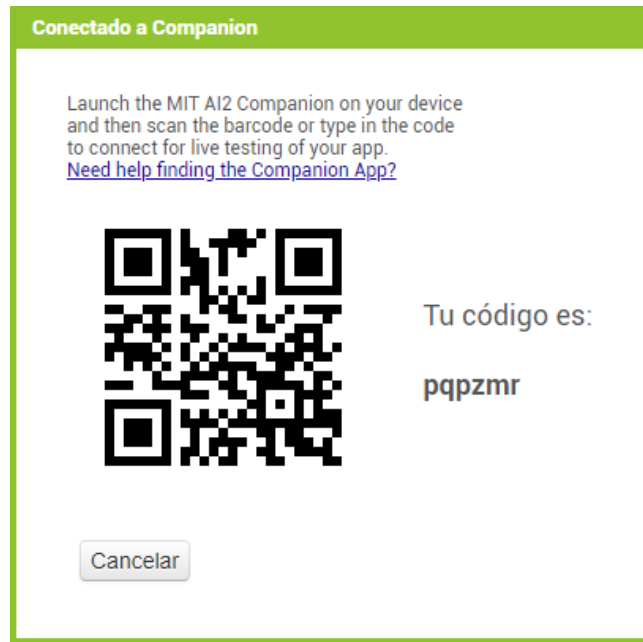 Conectado a Companion
Launch the MIT AI2 Companion on your device
and then scan the barcode or type in the code
to connect for live testing of your app.
Need help finding the Companion App?
Tu código es:
pqpzmr
Cancelar